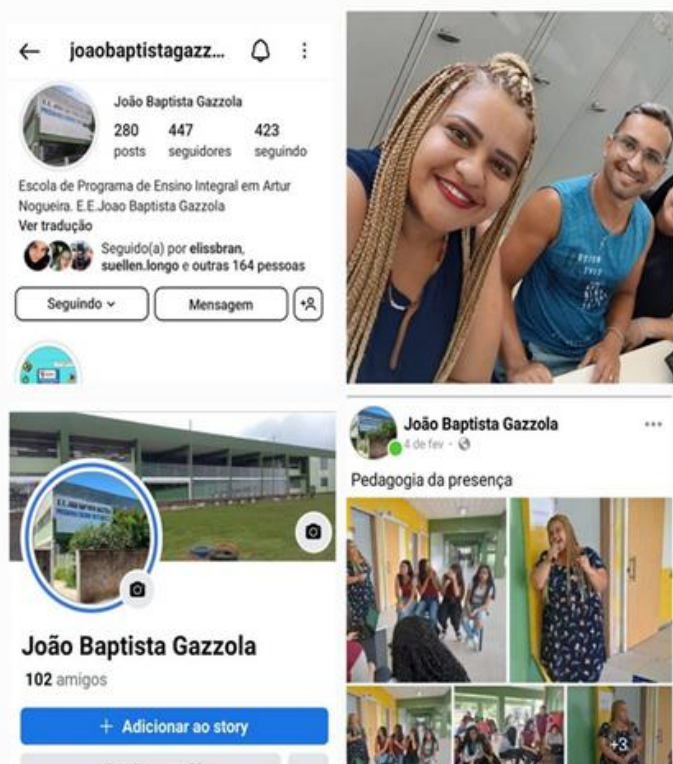 joaobaptistagazz...
João Baptista Gazzola
280
447
423
posts
seguidores
seguindo
Escola de Programa de Ensino Integral em Artur
Nogueira. E.E.Joao Baptista Gazzola
Ver tradução
Seguido(a) por elissbran,
suellen.longo e outras 164 pessoas
Seguindo
Mensagem
João Baptista Gazzola
4 de fev
Pedagogia da presença
João Baptista Gazzola
102 amigos
+ Adicionar ao story
+3